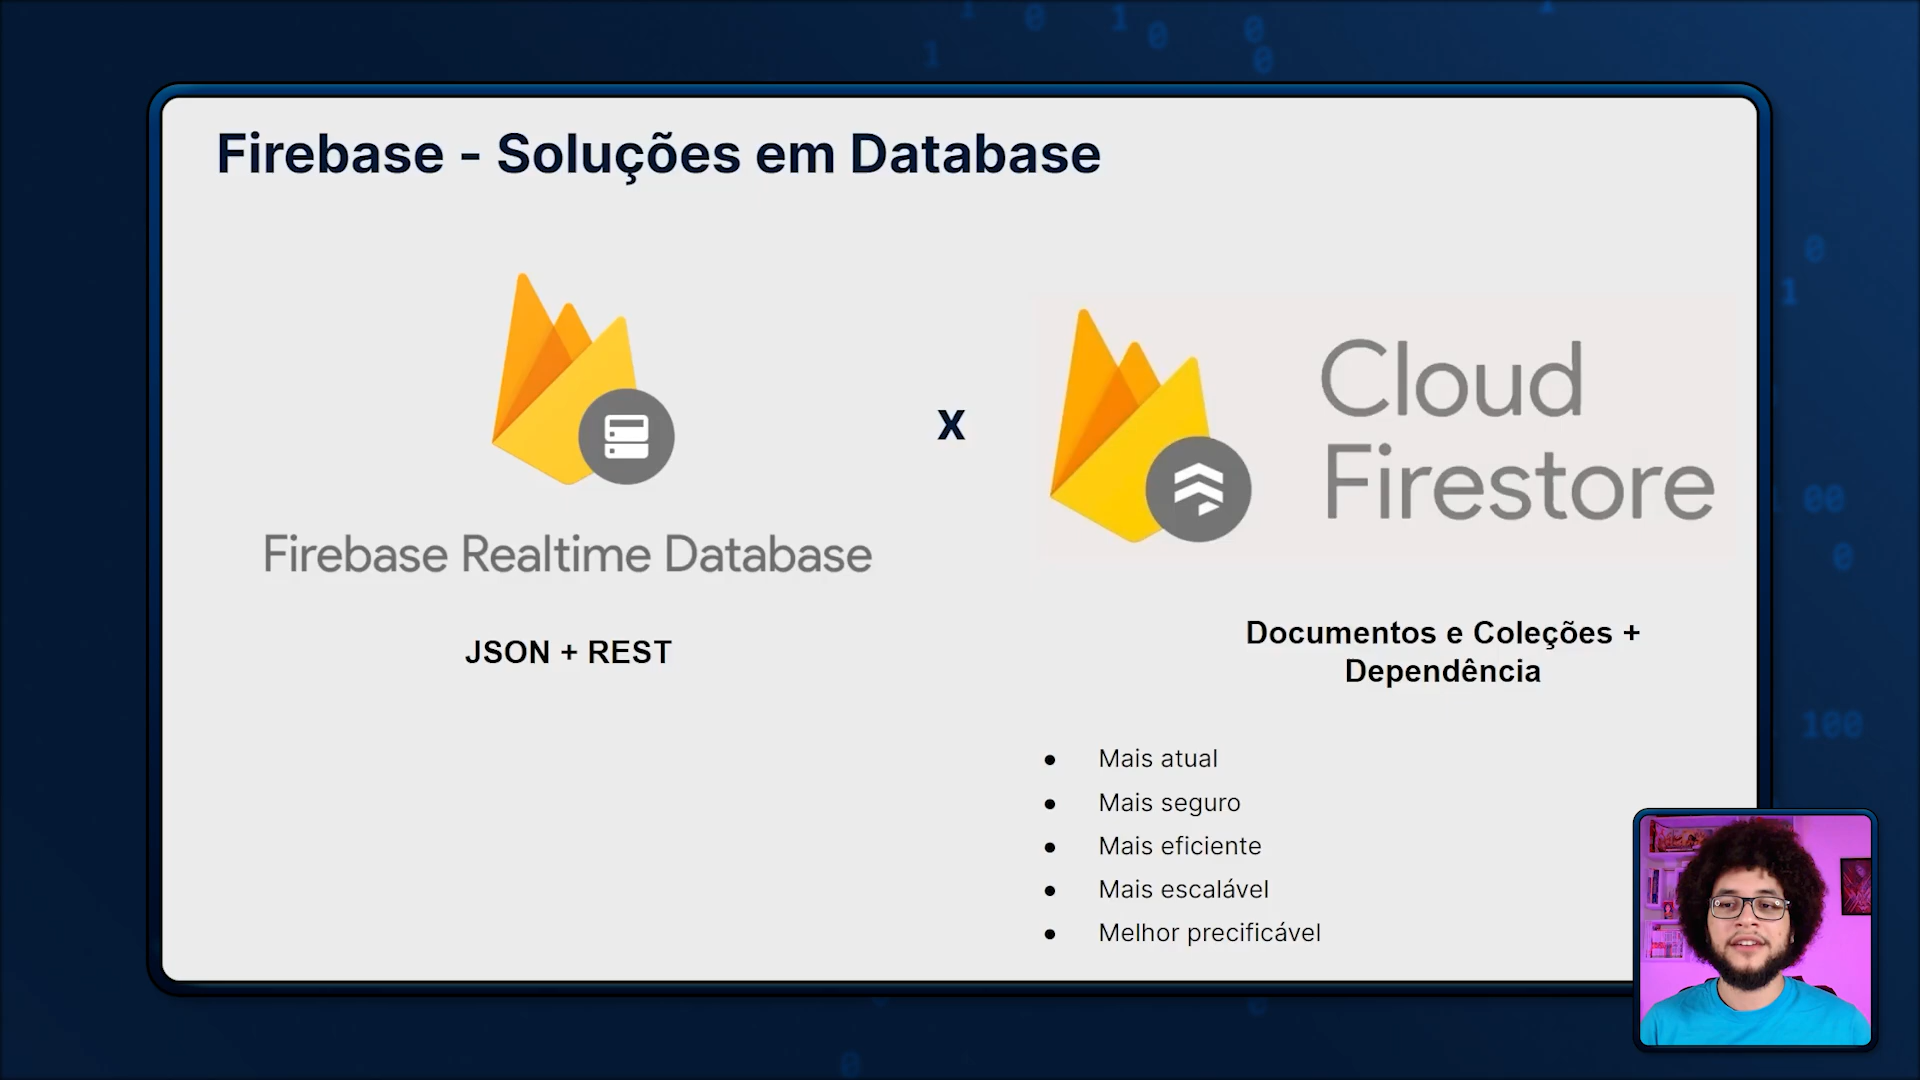 Firebase - Soluções em Database
Firebase Realtime Database
JSON + REST
X
Cloud
Firestore
Documentos e Coleções +
Dependência
● Mais atual
● Mais seguro
● Mais eficiente
● Mais escalável
● Melhor precificável